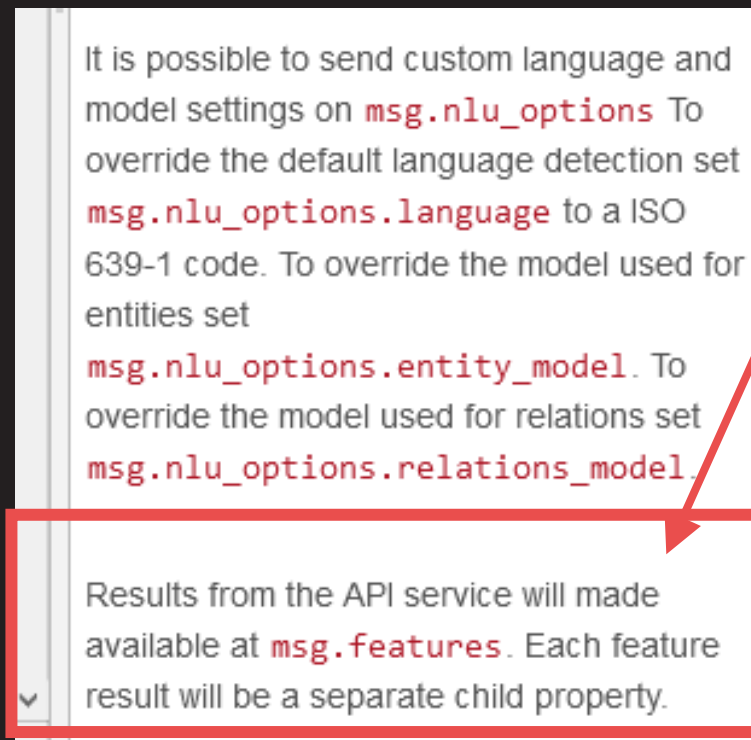 It is possible to send custom language and
model settings on msg.nlu_options To
override the default language detection set
msg.nlu_options.language to a ISO
639-1 code. To override the model used for
entities set
msg.nlu_options.entity_model. To
override the model used for relations set
msg.nlu_options.relations_model.
Results from the API service will made
available at msg.features. Each feature
result will be a separate child property.